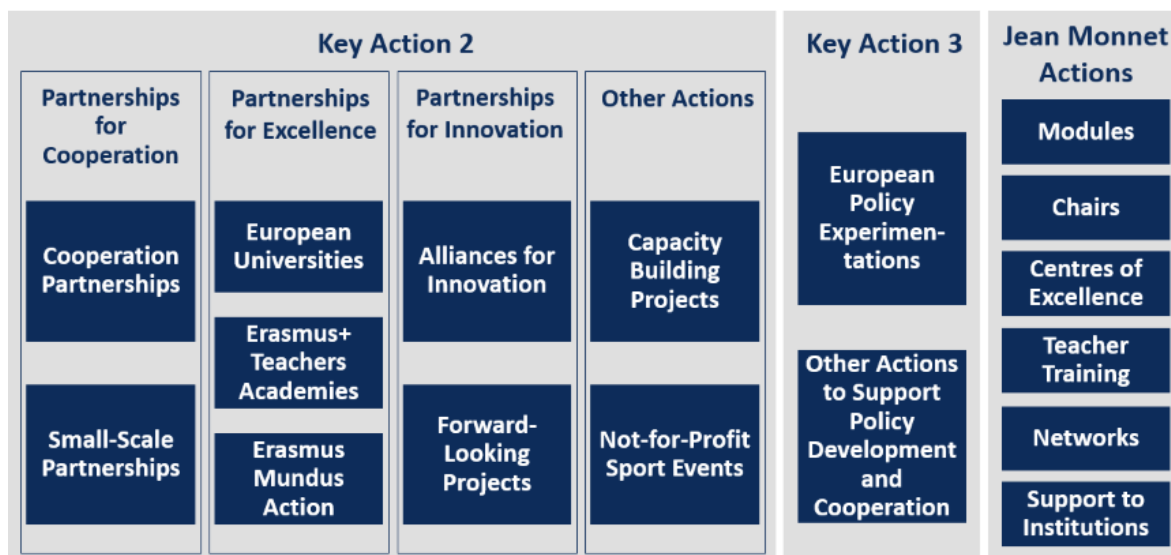 Key Action 2
Partnerships
for
Cooperation
Cooperation
Partnerships
Small-Scale
Partnerships
Partnerships
for Excellence
European
Universities
Erasmus+
Teachers
Academies
Erasmus
Mundus
Action
Partnerships
for Innovation
Alliances for
Innovation
Forward-
Looking
Projects
Other Actions
Capacity
Building
Projects
Not-for-Profit
Sport Events
Key Action 3
European
Policy
Experimen-
tations
Other Actions
to Support
Policy
Development
and
Cooperation
Jean Monnet
Actions
Modules
Chairs
Centres of
Excellence
Teacher
Training
Networks
Support to
Institutions